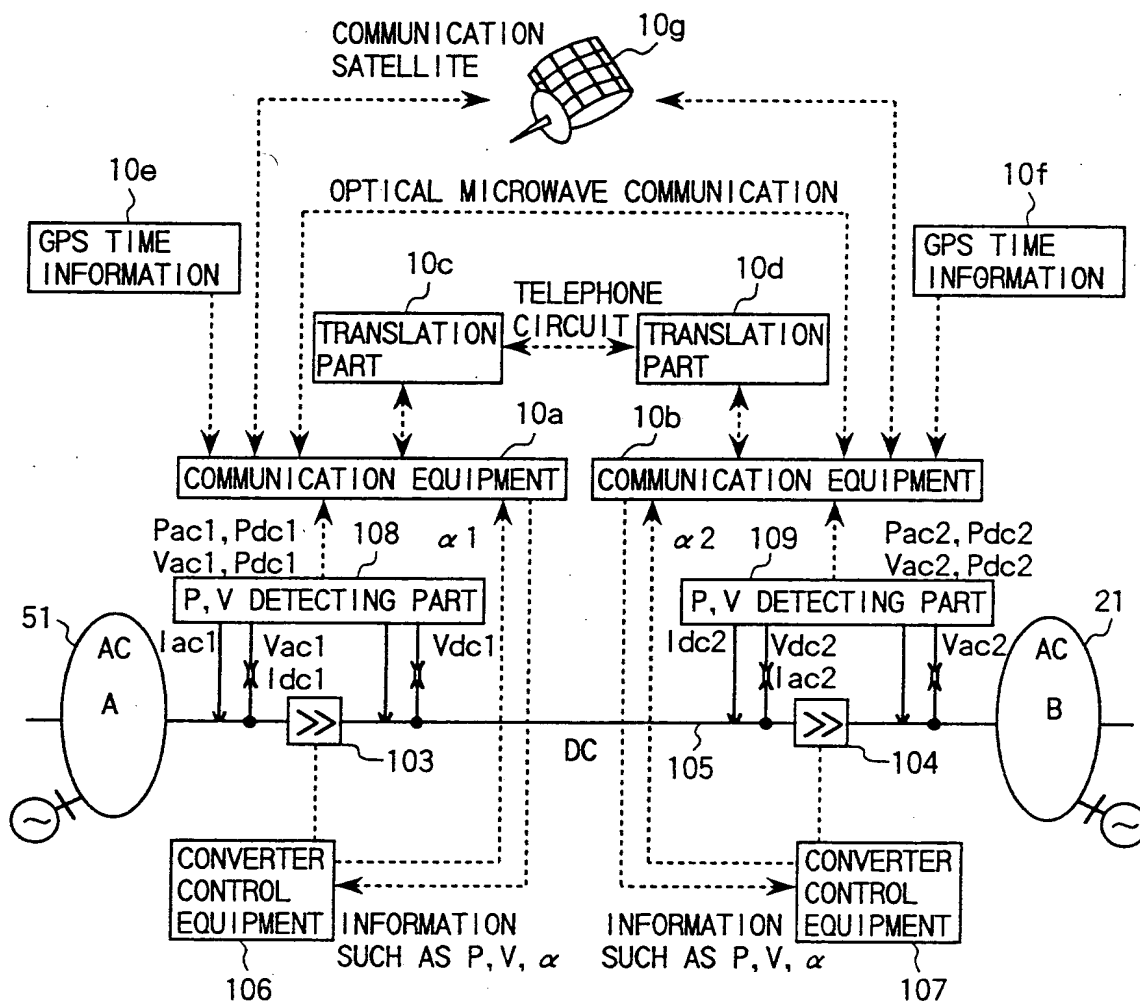 COMMUNICATION
SATELLITE
10g
10e
OPTICAL MICROWAVE COMMUNICATION
10f
GPS TIME
INFORMATION
GPS TIME
INFORMATION
10c
TELEPHONE
CIRCUIT
10d
TRANSLATION
PART
TRANSLATION
PART
10a
10b
COMMUNICATION EQUIPMENT
COMMUNICATION EQUIPMENT
Pac1, Pdc1
Vac1, Pdc1
108
α1
α2
109
Pac2, Pdc2
Vac2, Pdc2
P, V DETECTING PART
P, V DETECTING PART
51
Iac1
Vac1
Idc1
Vdc1
Idc2
Vdc2
Iac2
Vac2
21
AC
A
AC
B
103
DC
105
104
CONVERTER
CONTROL
EQUIPMENT
CONVERTER
CONTROL
EQUIPMENT
INFORMATION
SUCH AS P, V, α
INFORMATION
SUCH AS P, V, α
106
107